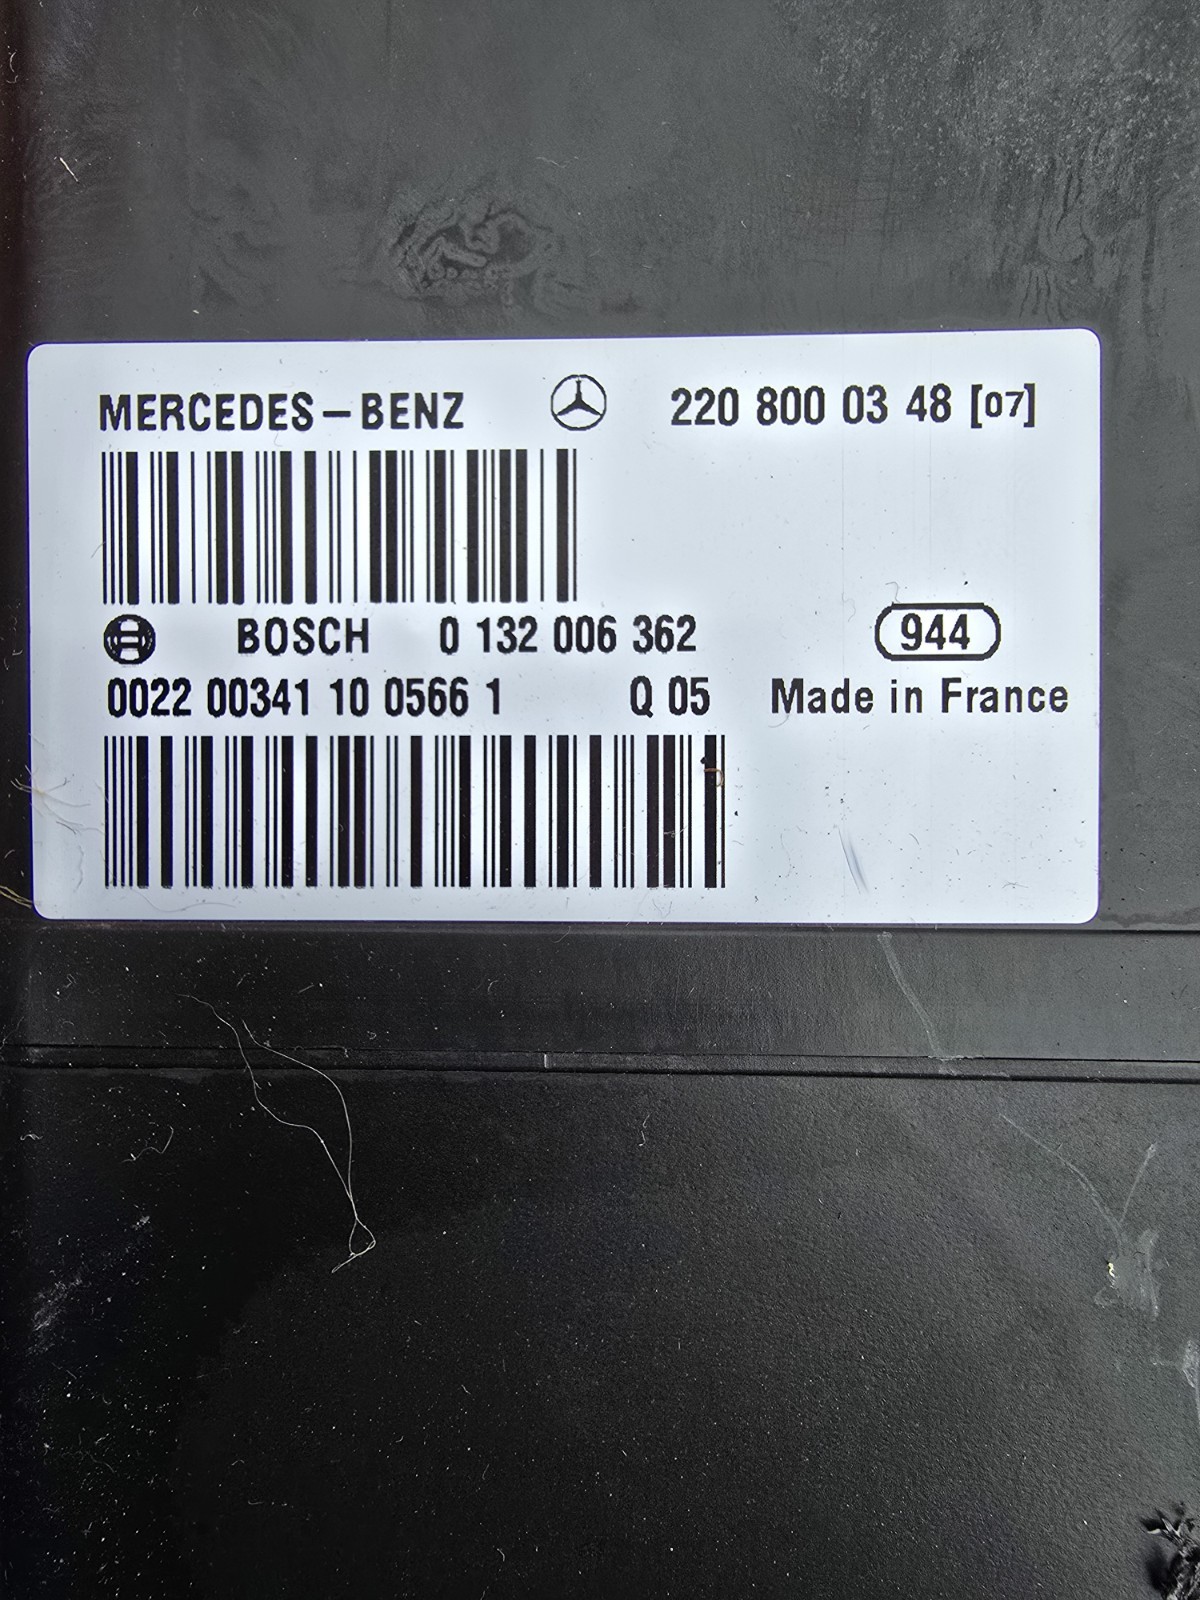 MERCEDES-BENZ 220 800 03 48 [07]
BOSCH 0 132 006 362 944
0022 00341 10 0566 1 Q 05 Made in France